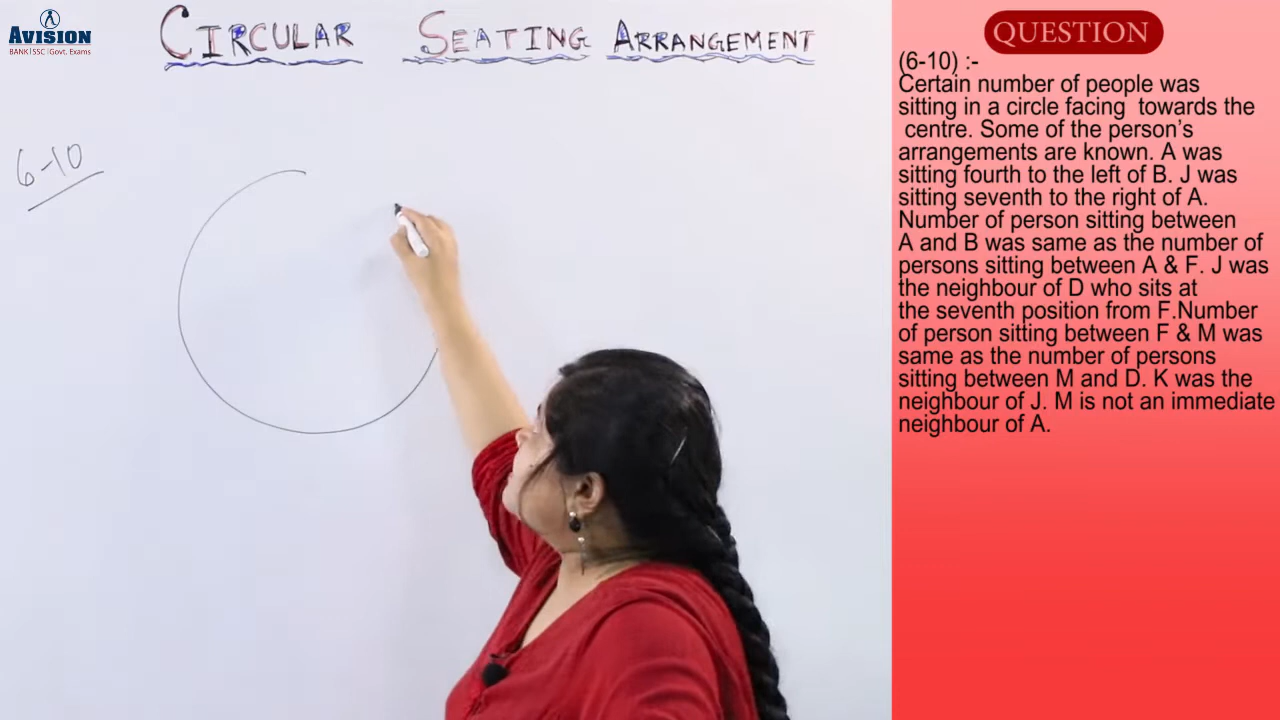 AVISION
BANK|SSC|Govt. Exams
CIRCULAR SEATING ARRANGEMENT
6-10
QUESTION
(6-10) :-
Certain number of people was
sitting in a circle facing towards the
centre. Some of the person's
arrangements are known. A was
sitting fourth to the left of B. J was
sitting seventh to the right of A.
Number of person sitting between
A and B was same as the number of
persons sitting between A & F. J was
the neighbour of D who sits at
the seventh position from F.Number
of person sitting between F & M was
same as the number of persons
sitting between M and D. K was the
neighbour of J. M is not an immediate
neighbour of A.